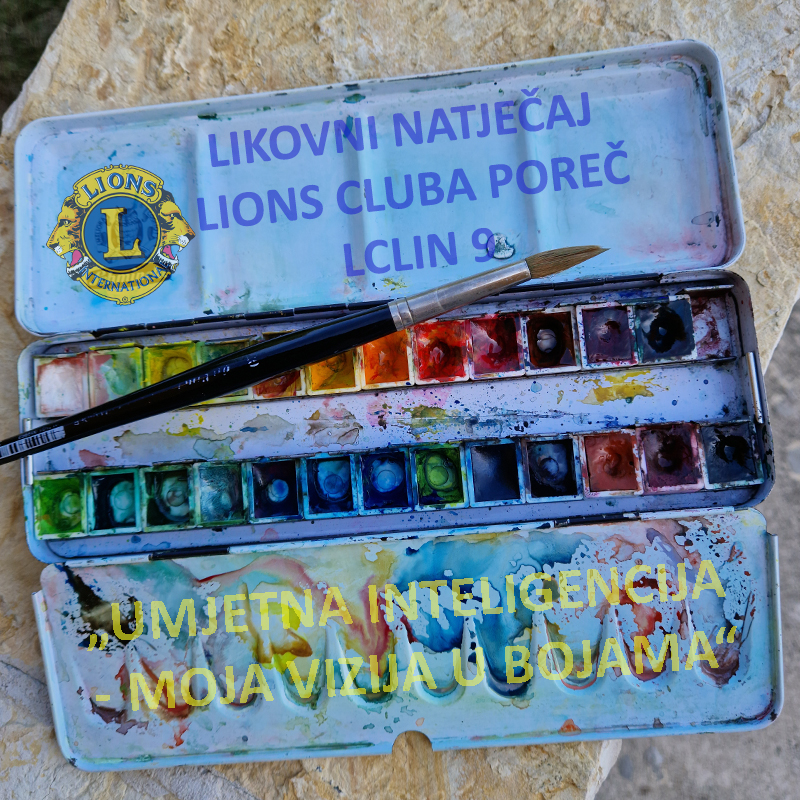 LIKOVNI NATJEČAJ
LIONS CLUBA POREČ
LCLIN 9
LIONS
L
INTERNATIONAL
„UMJETNA INTELIGENCIJA
- MOJA VIZIJA U BOJAMA“